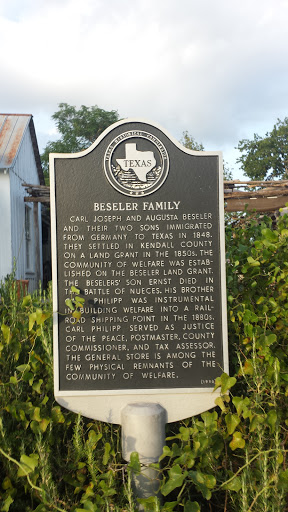 TEXAS HISTORICAL COMMISSION
TEXAS
BESELER FAMILY
CARL JOSEPH AND AUGUSTA BESELER
AND THEIR TWO SONS IMMIGRATED
FROM GERMANY TO TEXAS IN 1848.
THEY SETTLED IN KENDALL COUNTY
ON A LAND GRANT IN THE 1850S. THE
COMMUNITY OF WELFARE WAS ESTAB-
LISHED ON THE BESELER LAND GRANT.
THE BESELERS' SON ERNST DIED IN
THE BATTLE OF NUECES. HIS BROTHER
PHILIPP WAS INSTRUMENTAL
IN BUILDING WELFARE INTO A RAIL-
ROAD SHIPPING POINT IN THE 1880S.
CARL PHILIPP SERVED AS JUSTICE
OF THE PEACE, POSTMASTER, COUNTY
COMMISSIONER, AND TAX ASSESSOR.
THE GENERAL STORE IS AMONG THE
FEW PHYSICAL REMNANTS OF THE
COMMUNITY OF WELFARE.